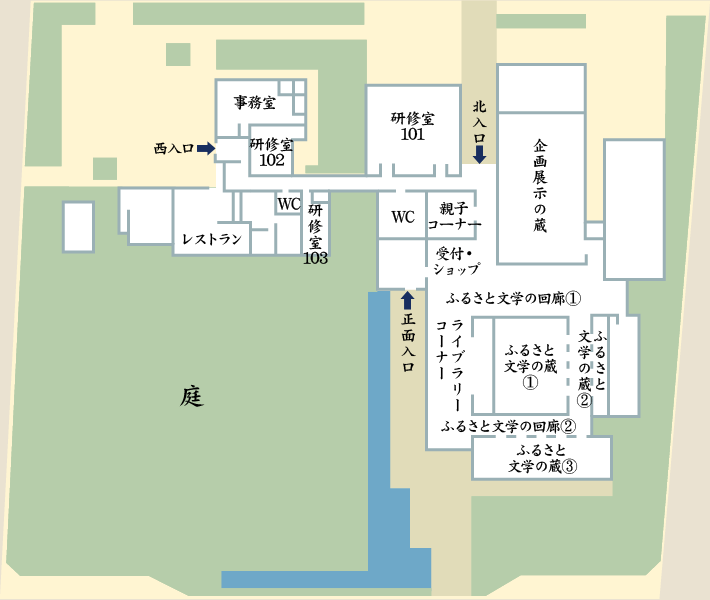 事務室
研修室
102
西入口
研修室
101
北入口
企画展示の蔵
WC
研修室
103
レストラン
WC
親子
コーナー
受付・
ショップ
ふるさと文学の回廊①
正面入口
ライブラリー
コーナー
ふるさと
文学の蔵
①
ふるさと
文学の蔵
②
ふるさと文学の回廊②
ふるさと
文学の蔵③
庭